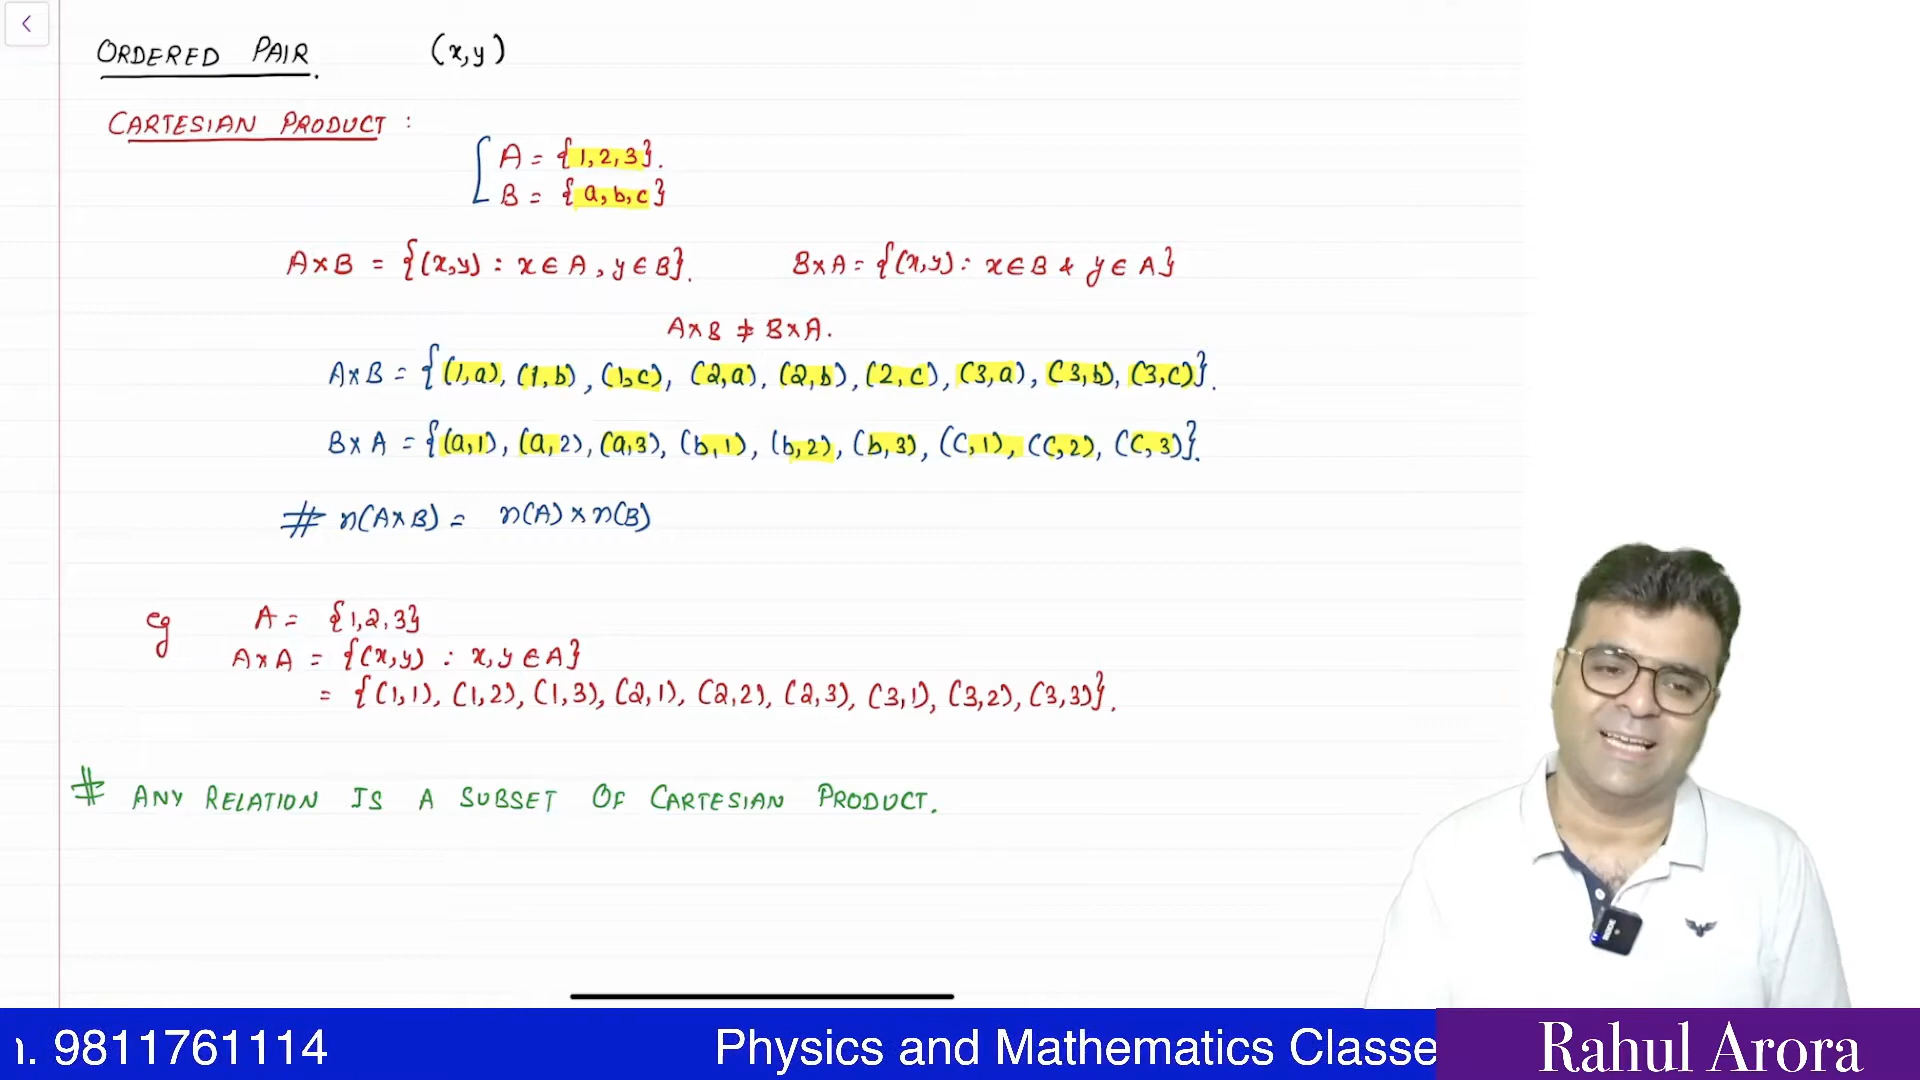 ORDERED PAIR. (x,y)
CARTESIAN PRODUCT :
A = {1,2,3}.
B = {a,b,c}
A×B = {(x,y) : x∈A, y∈B}. B×A = {(x,y) : x∈B & y∈A}
A×B ≠ B×A.
A×B = {(1,a), (1,b), (1,c), (2,a), (2,b), (2,c), (3,a), (3,b), (3,c)}.
B×A = {(a,1), (a,2), (a,3), (b,1), (b,2), (b,3), (c,1), (c,2), (c,3)}.
# n(A×B) = n(A)×n(B)
eg A = {1,2,3}
A×A = {(x,y) : x,y∈A}
= {(1,1), (1,2), (1,3), (2,1), (2,2), (2,3), (3,1), (3,2), (3,3)}.
# ANY RELATION IS A SUBSET OF CARTESIAN PRODUCT.
. 9811761114 Physics and Mathematics Classe Rahul Arora